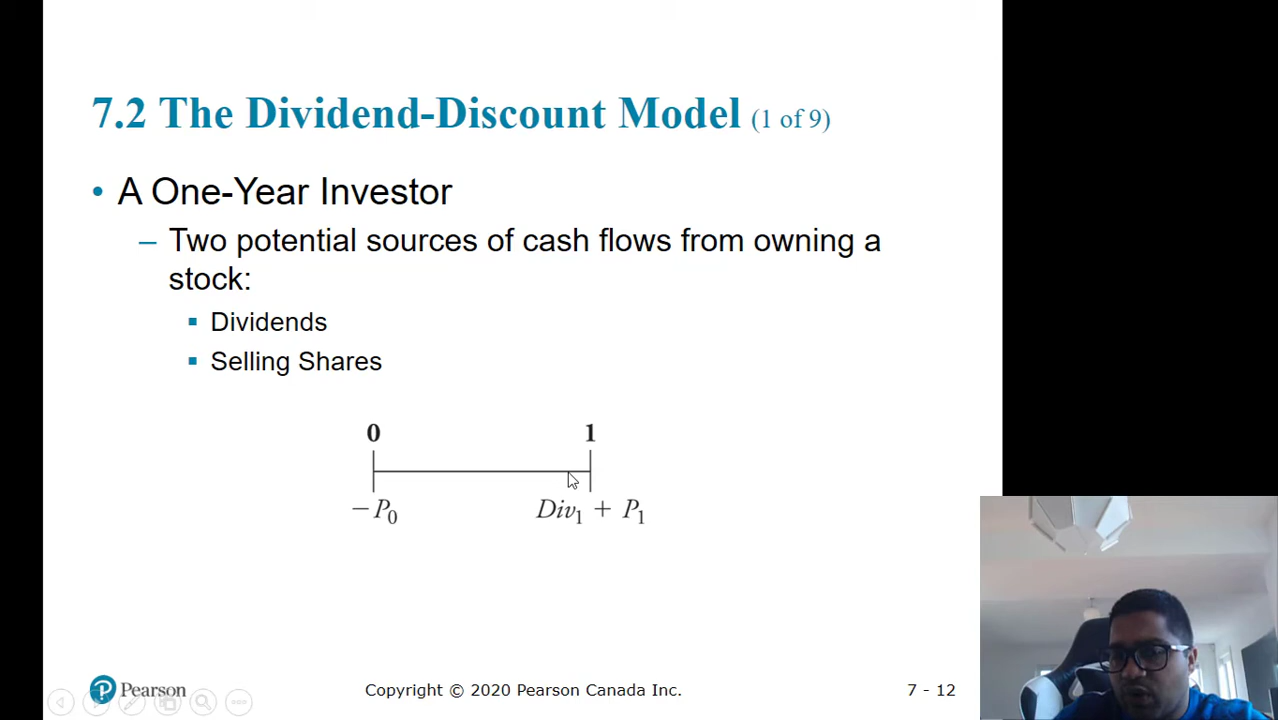 7.2 The Dividend-Discount Model (1 of 9)
• A One-Year Investor
– Two potential sources of cash flows from owning a
stock:
▪ Dividends
▪ Selling Shares
0 1
−P₀ Div₁ + P₁
Pearson Copyright © 2020 Pearson Canada Inc. 7 - 12